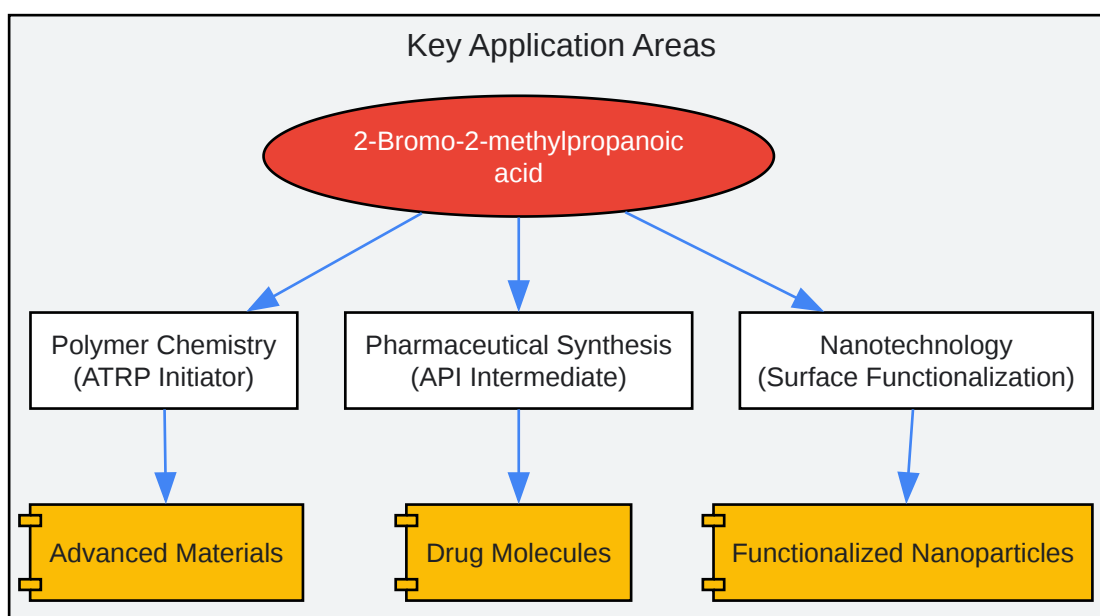 Key Application Areas
2-Bromo-2-methylpropanoic
acid
Polymer Chemistry
(ATRP Initiator)
Pharmaceutical Synthesis
(API Intermediate)
Nanotechnology
(Surface Functionalization)
Advanced Materials
Drug Molecules
Functionalized Nanoparticles